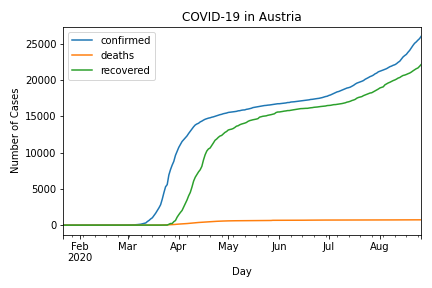 COVID-19 in Austria
confirmed
deaths
recovered
Number of Cases
25000
20000
15000
10000
5000
0
Feb Mar Apr May Jun Jul Aug
2020
Day